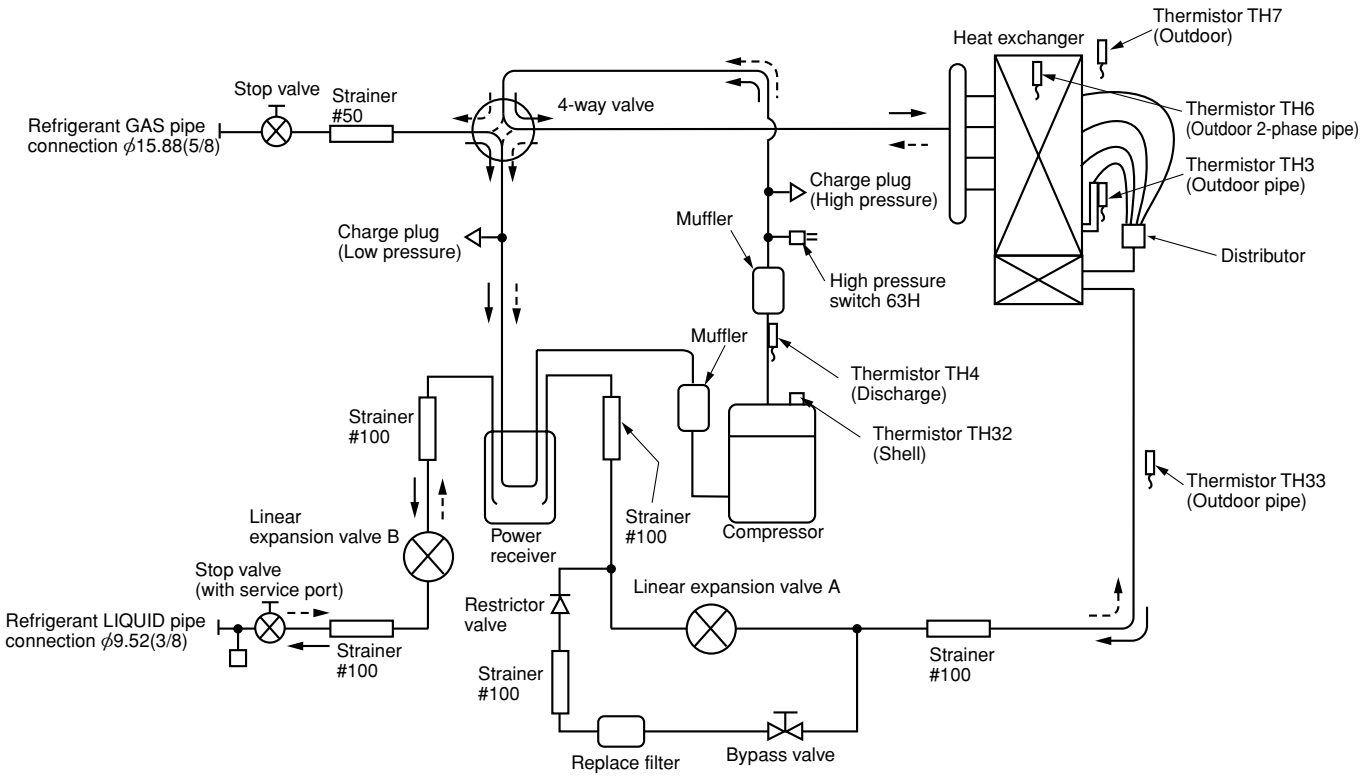 Thermistor TH7
(Outdoor)
Heat exchanger
Stop valve
Strainer
#50
4-way valve
Refrigerant GAS pipe
connection ϕ15.88(5/8)
Thermistor TH6
(Outdoor 2-phase pipe)
Thermistor TH3
(Outdoor pipe)
Charge plug
(High pressure)
Muffler
Charge plug
(Low pressure)
Distributor
High pressure
switch 63H
Muffler
Thermistor TH4
(Discharge)
Strainer
#100
Thermistor TH32
(Shell)
Thermistor TH33
(Outdoor pipe)
Linear
expansion valve B
Power
receiver
Strainer
#100
Compressor
Stop valve
(with service port)
Linear expansion valve A
Restrictor
valve
Refrigerant LIQUID pipe
connection ϕ9.52(3/8)
Strainer
#100
Strainer
#100
Strainer
#100
Replace filter
Bypass valve